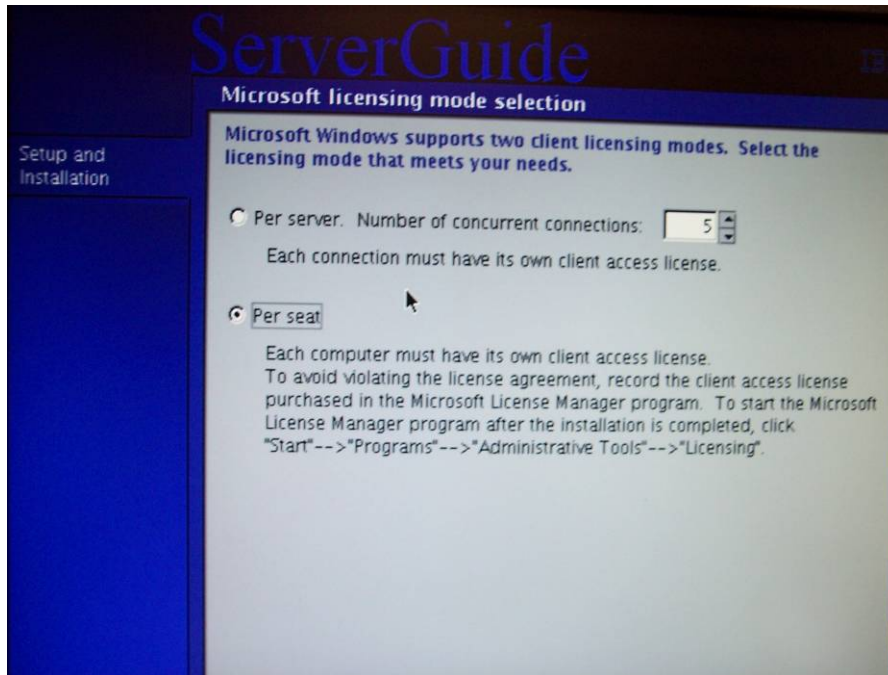 ServerGuide
Microsoft licensing mode selection
Setup and
Installation
Microsoft Windows supports two client licensing modes. Select the
licensing mode that meets your needs.
Per server. Number of concurrent connections: 5
Each connection must have its own client access license.
Per seat
Each computer must have its own client access license.
To avoid violating the license agreement, record the client access license
purchased in the Microsoft License Manager program. To start the Microsoft
License Manager program after the installation is completed, click
"Start"-->"Programs"-->"Administrative Tools"-->"Licensing".